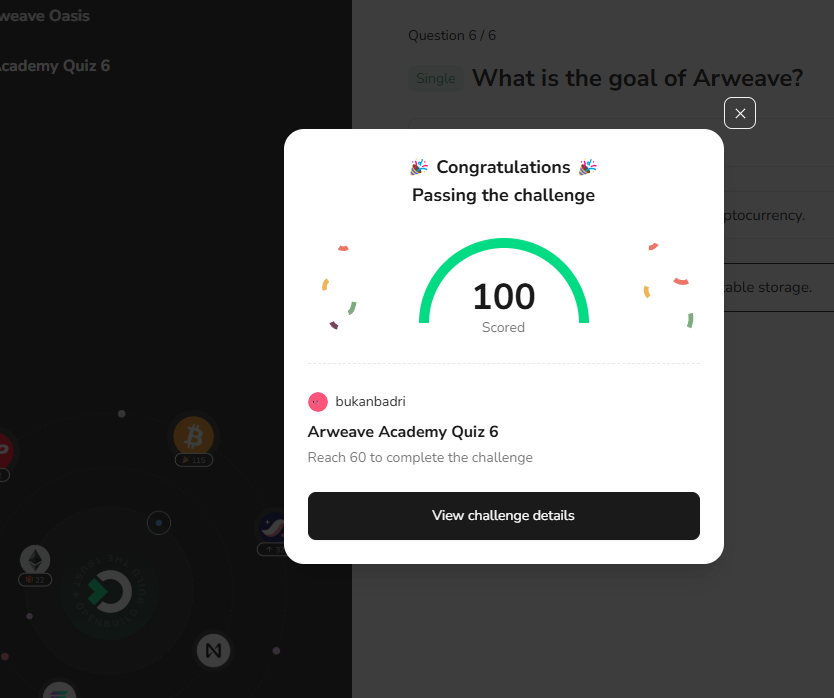 weave Oasis
cademy Quiz 6
Question 6 / 6
Single What is the goal of Arweave?
ptocurrency.
able storage.
Congratulations
Passing the challenge
100
Scored
bukanbadri
Arweave Academy Quiz 6
Reach 60 to complete the challenge
View challenge details
115
22